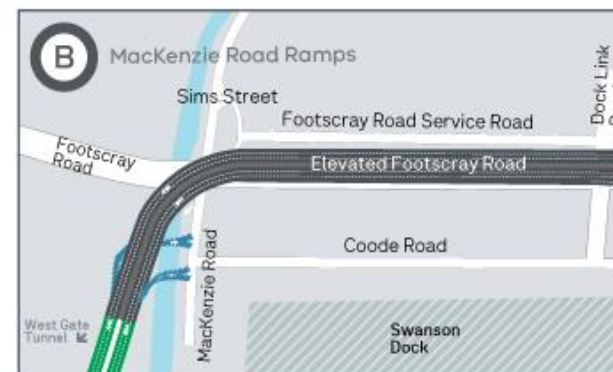 B
MacKenzie Road Ramps
Sims Street
Footscray
Road
Footscray Road Service Road
Dock Link
Elevated Footscray Road
Coode Road
MacKenzie Road
West Gate
Tunnel
Swanson
Dock